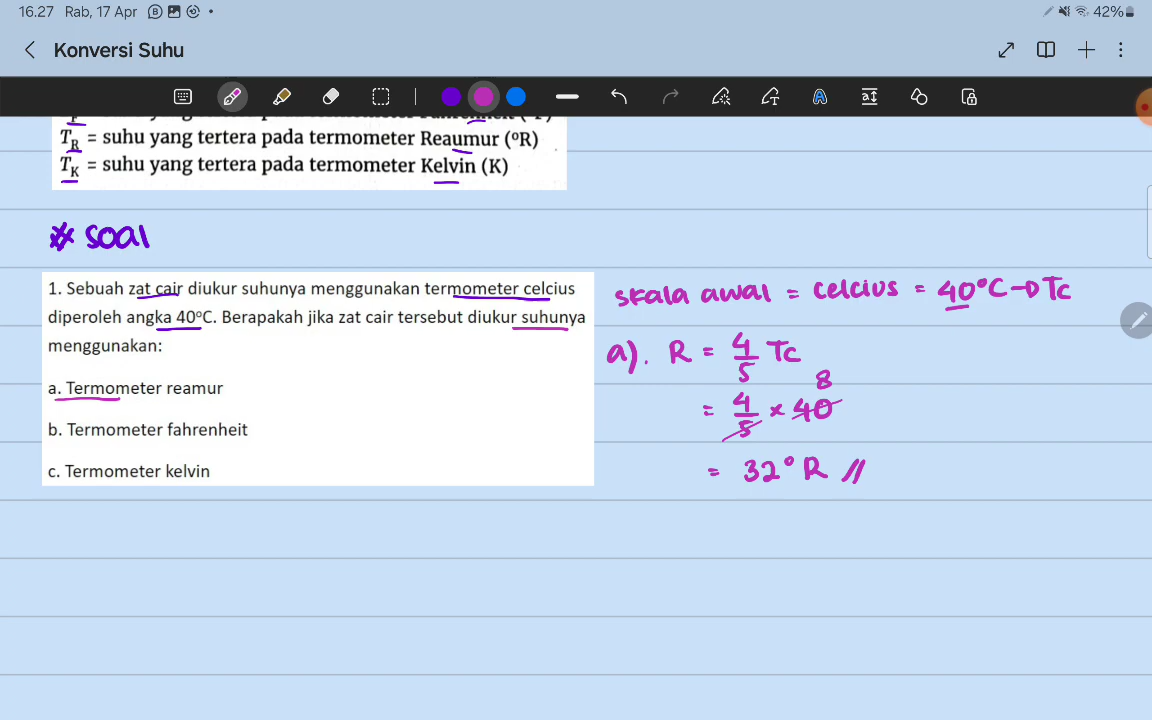 16.27 Rab, 17 Apr
42%
Konversi Suhu
T_R = suhu yang tertera pada termometer Reaumur (°R)
T_K = suhu yang tertera pada termometer Kelvin (K)
* soal
1. Sebuah zat cair diukur suhunya menggunakan termometer celcius
diperoleh angka 40°C. Berapakah jika zat cair tersebut diukur suhunya
menggunakan:
a. Termometer reamur
b. Termometer fahrenheit
c. Termometer kelvin
skala awal = celcius = 40°C → Tc
a). R = 4/5 Tc
8
= 4/5 x 40
= 32°R //